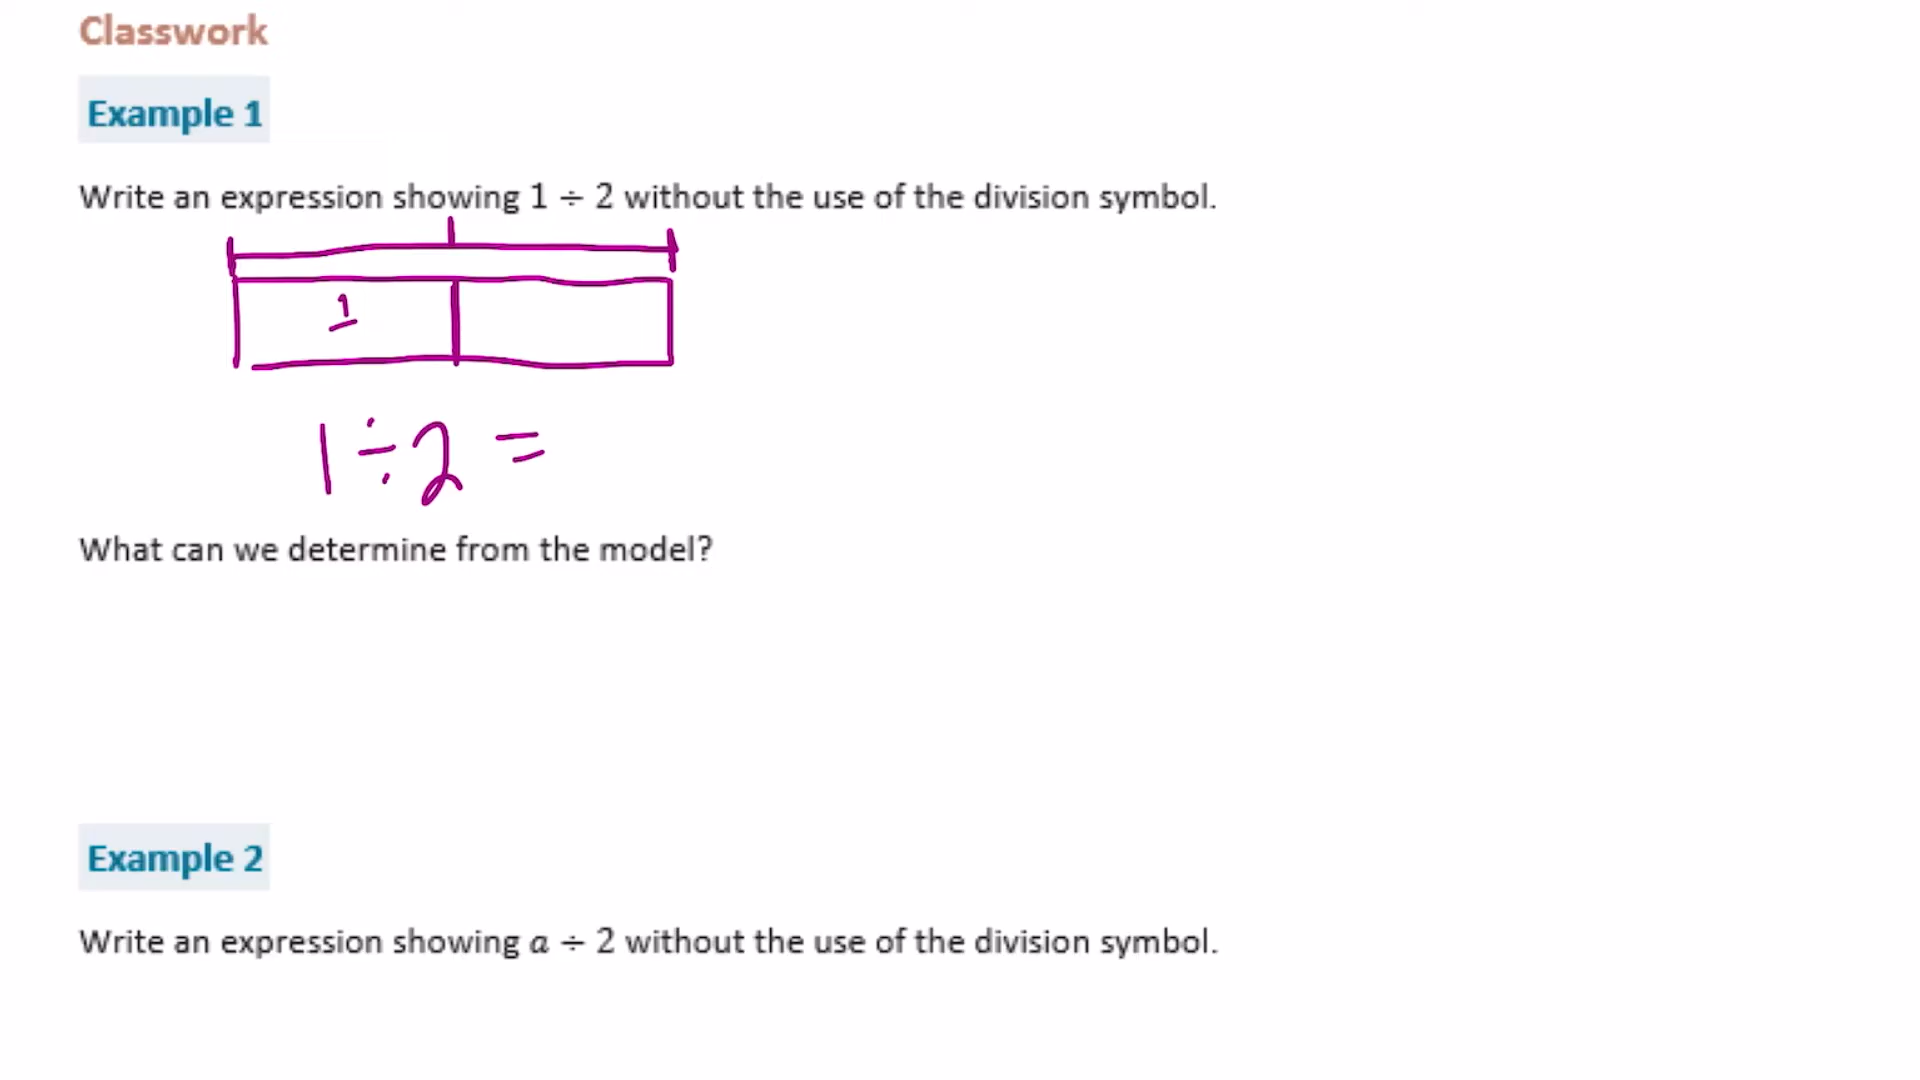 Classwork
Example 1
Write an expression showing 1 ÷ 2 without the use of the division symbol.
1
1 ÷ 2 =
What can we determine from the model?
Example 2
Write an expression showing a ÷ 2 without the use of the division symbol.